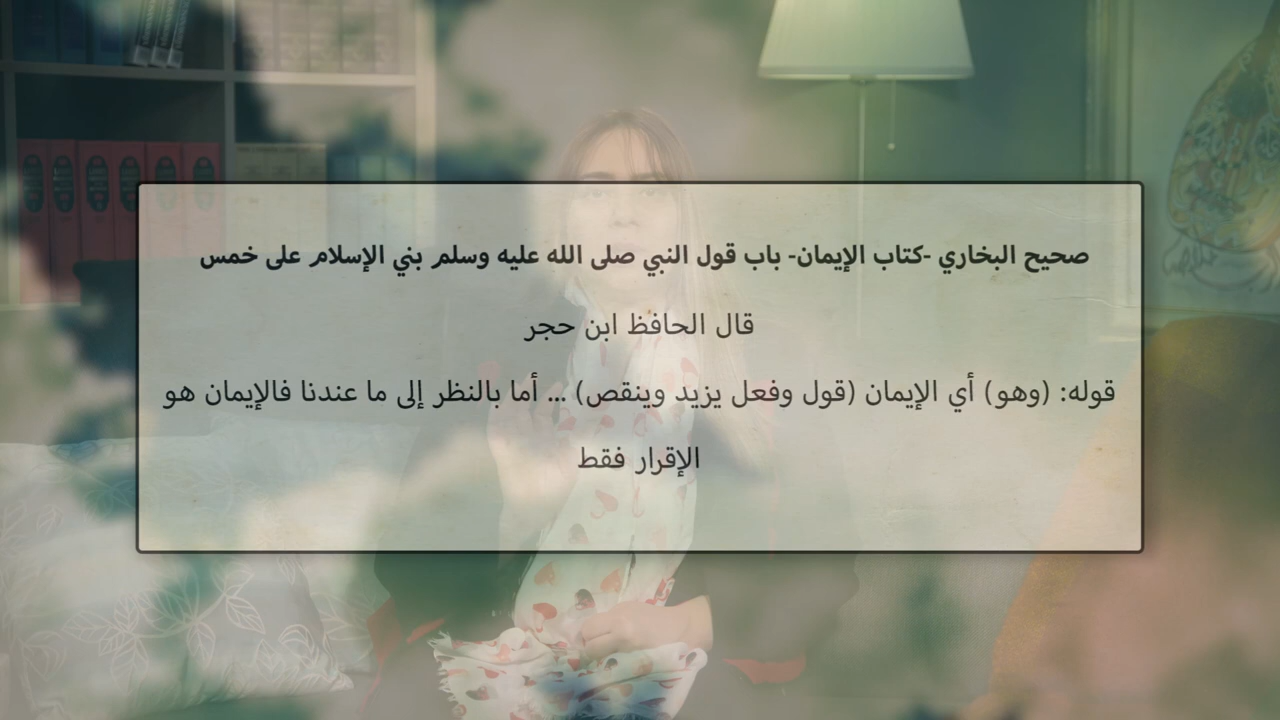 صحيح البخاري -كتاب الإيمان- باب قول النبي صلى الله عليه وسلم بني الإسلام على خمس
قال الحافظ ابن حجر
قوله: (وهو) أي الإيمان (قول وفعل يزيد وينقص) ... أما بالنظر إلى ما عندنا فالإيمان هو
الإقرار فقط